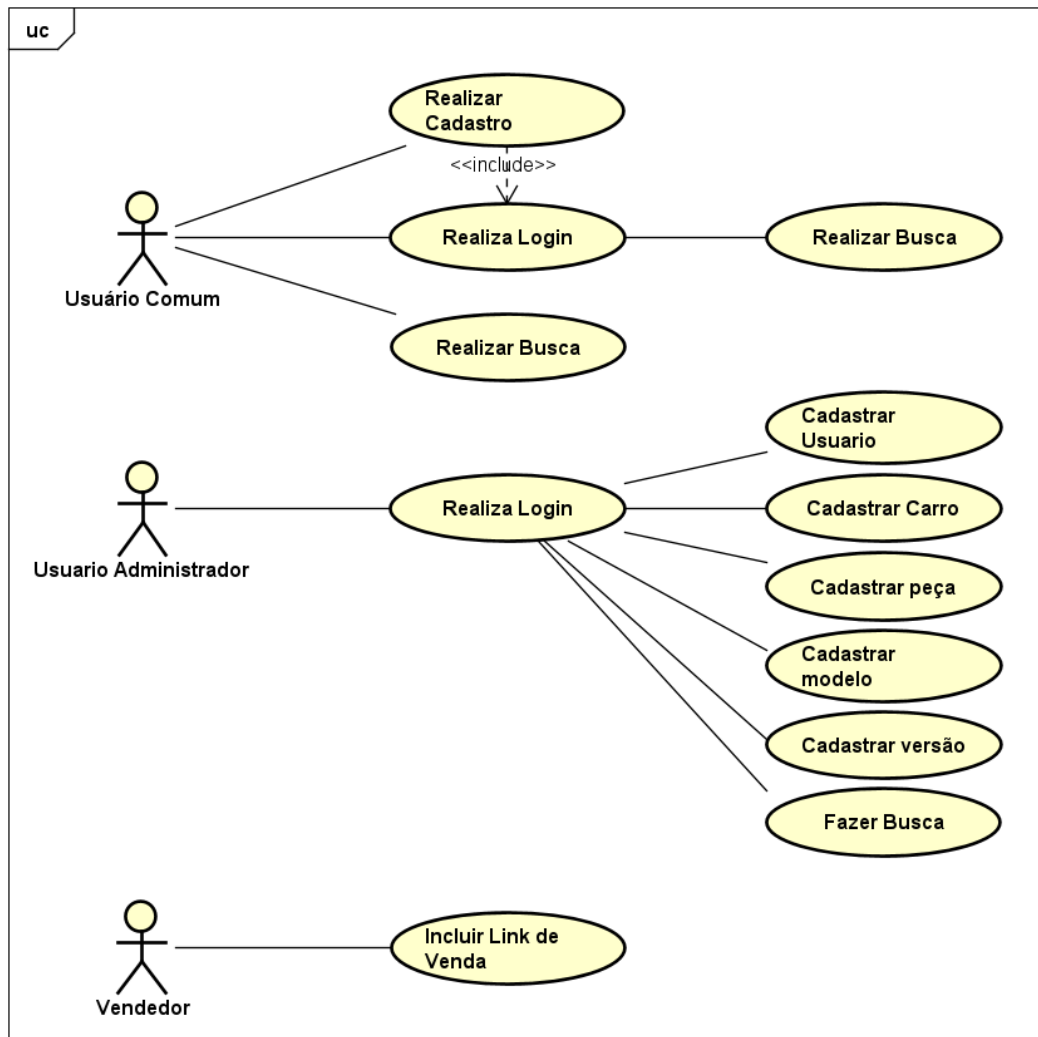 uc
Realizar
Cadastro
<<include>>
Realiza Login
Realizar Busca
Usuário Comum
Realizar Busca
Cadastrar
Usuario
Realiza Login
Cadastrar Carro
Usuario Administrador
Cadastrar peça
Cadastrar
modelo
Cadastrar versão
Fazer Busca
Incluir Link de
Venda
Vendedor